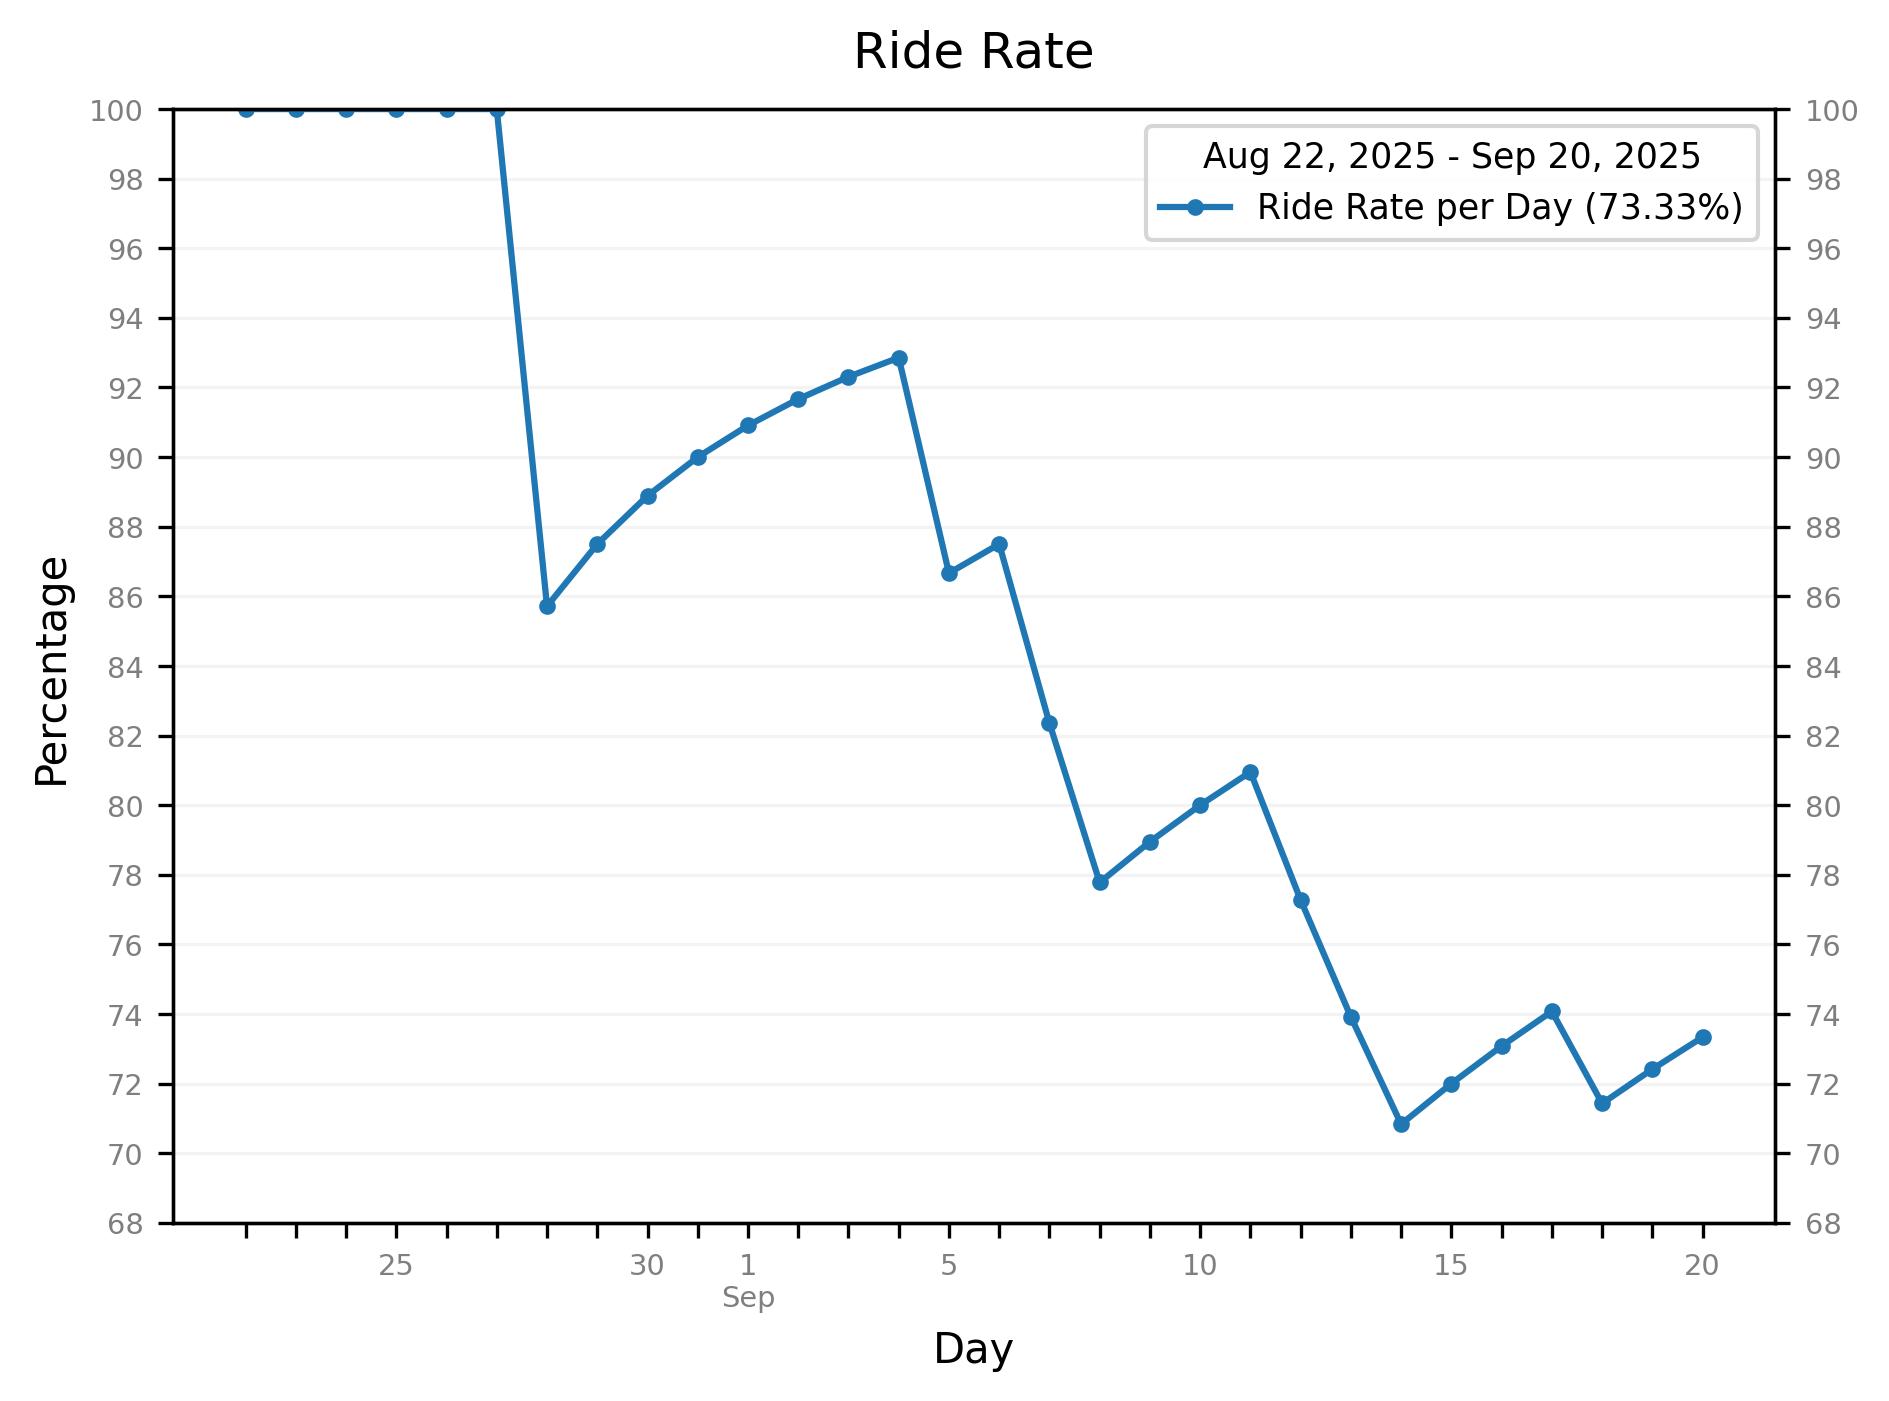 Ride Rate
Aug 22, 2025 - Sep 20, 2025
Ride Rate per Day (73.33%)
Percentage
100 100
98 98
96 96
94 94
92 92
90 90
88 88
86 86
84 84
82 82
80 80
78 78
76 76
74 74
72 72
70 70
68 68
25 30 1 5 10 15 20
Sep
Day